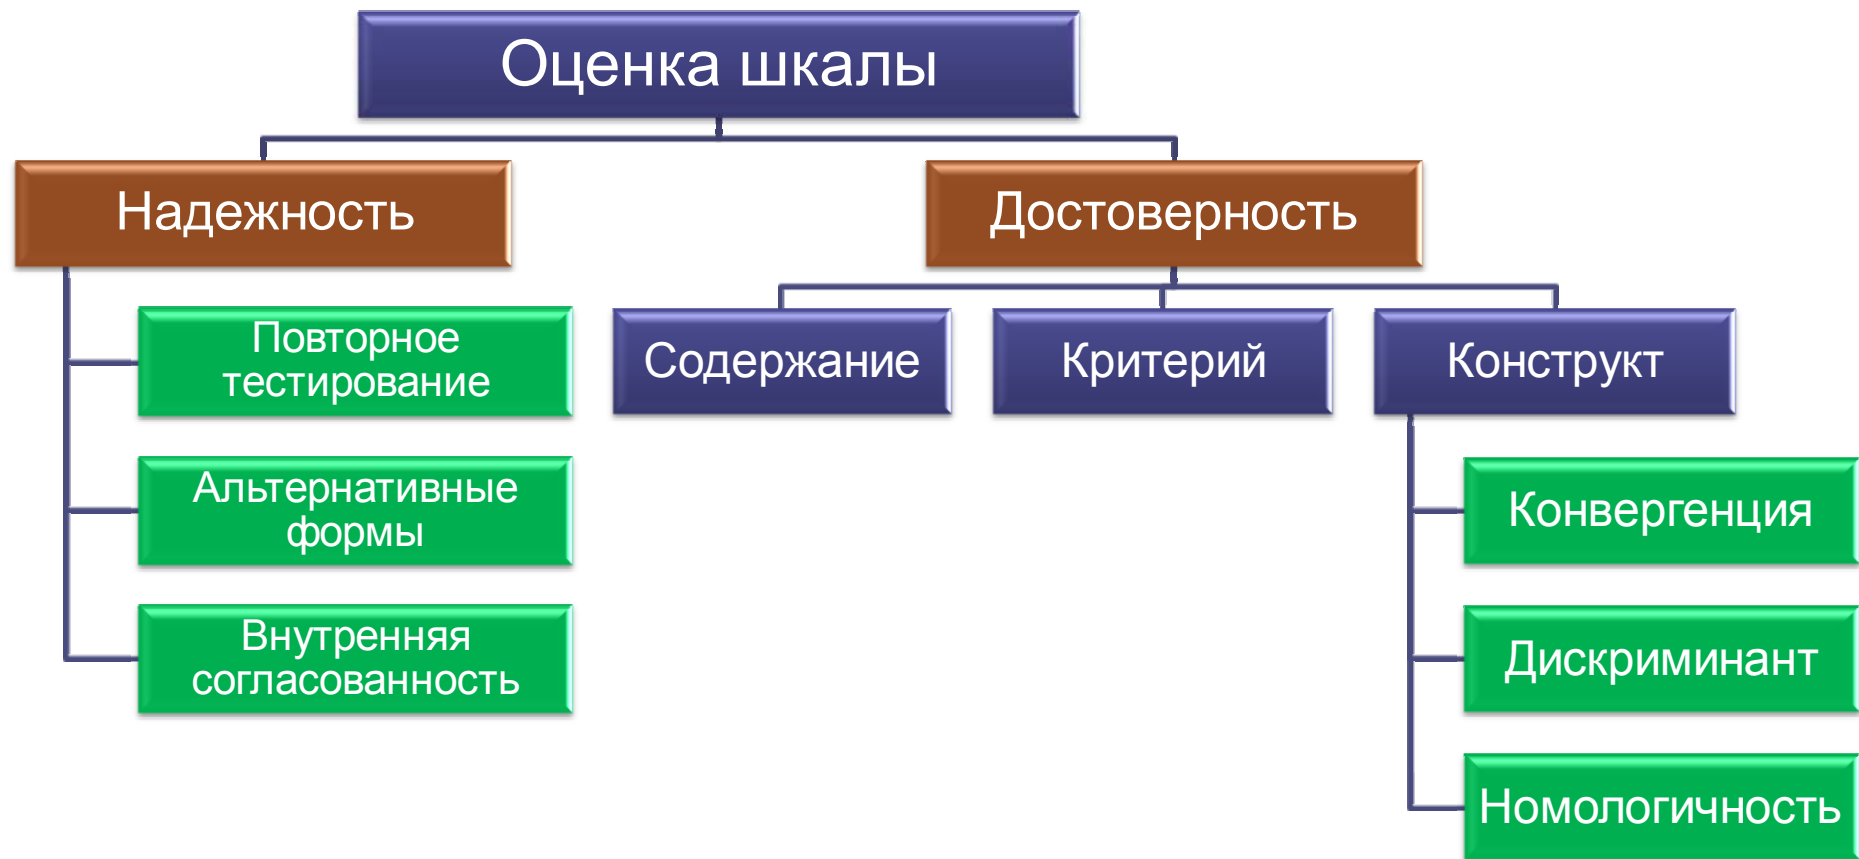 Оценка шкалы
Надежность
Достоверность
Повторное
тестирование
Альтернативные
формы
Внутренняя
согласованность
Содержание
Критерий
Конструкт
Конвергенция
Дискриминант
Номологичность